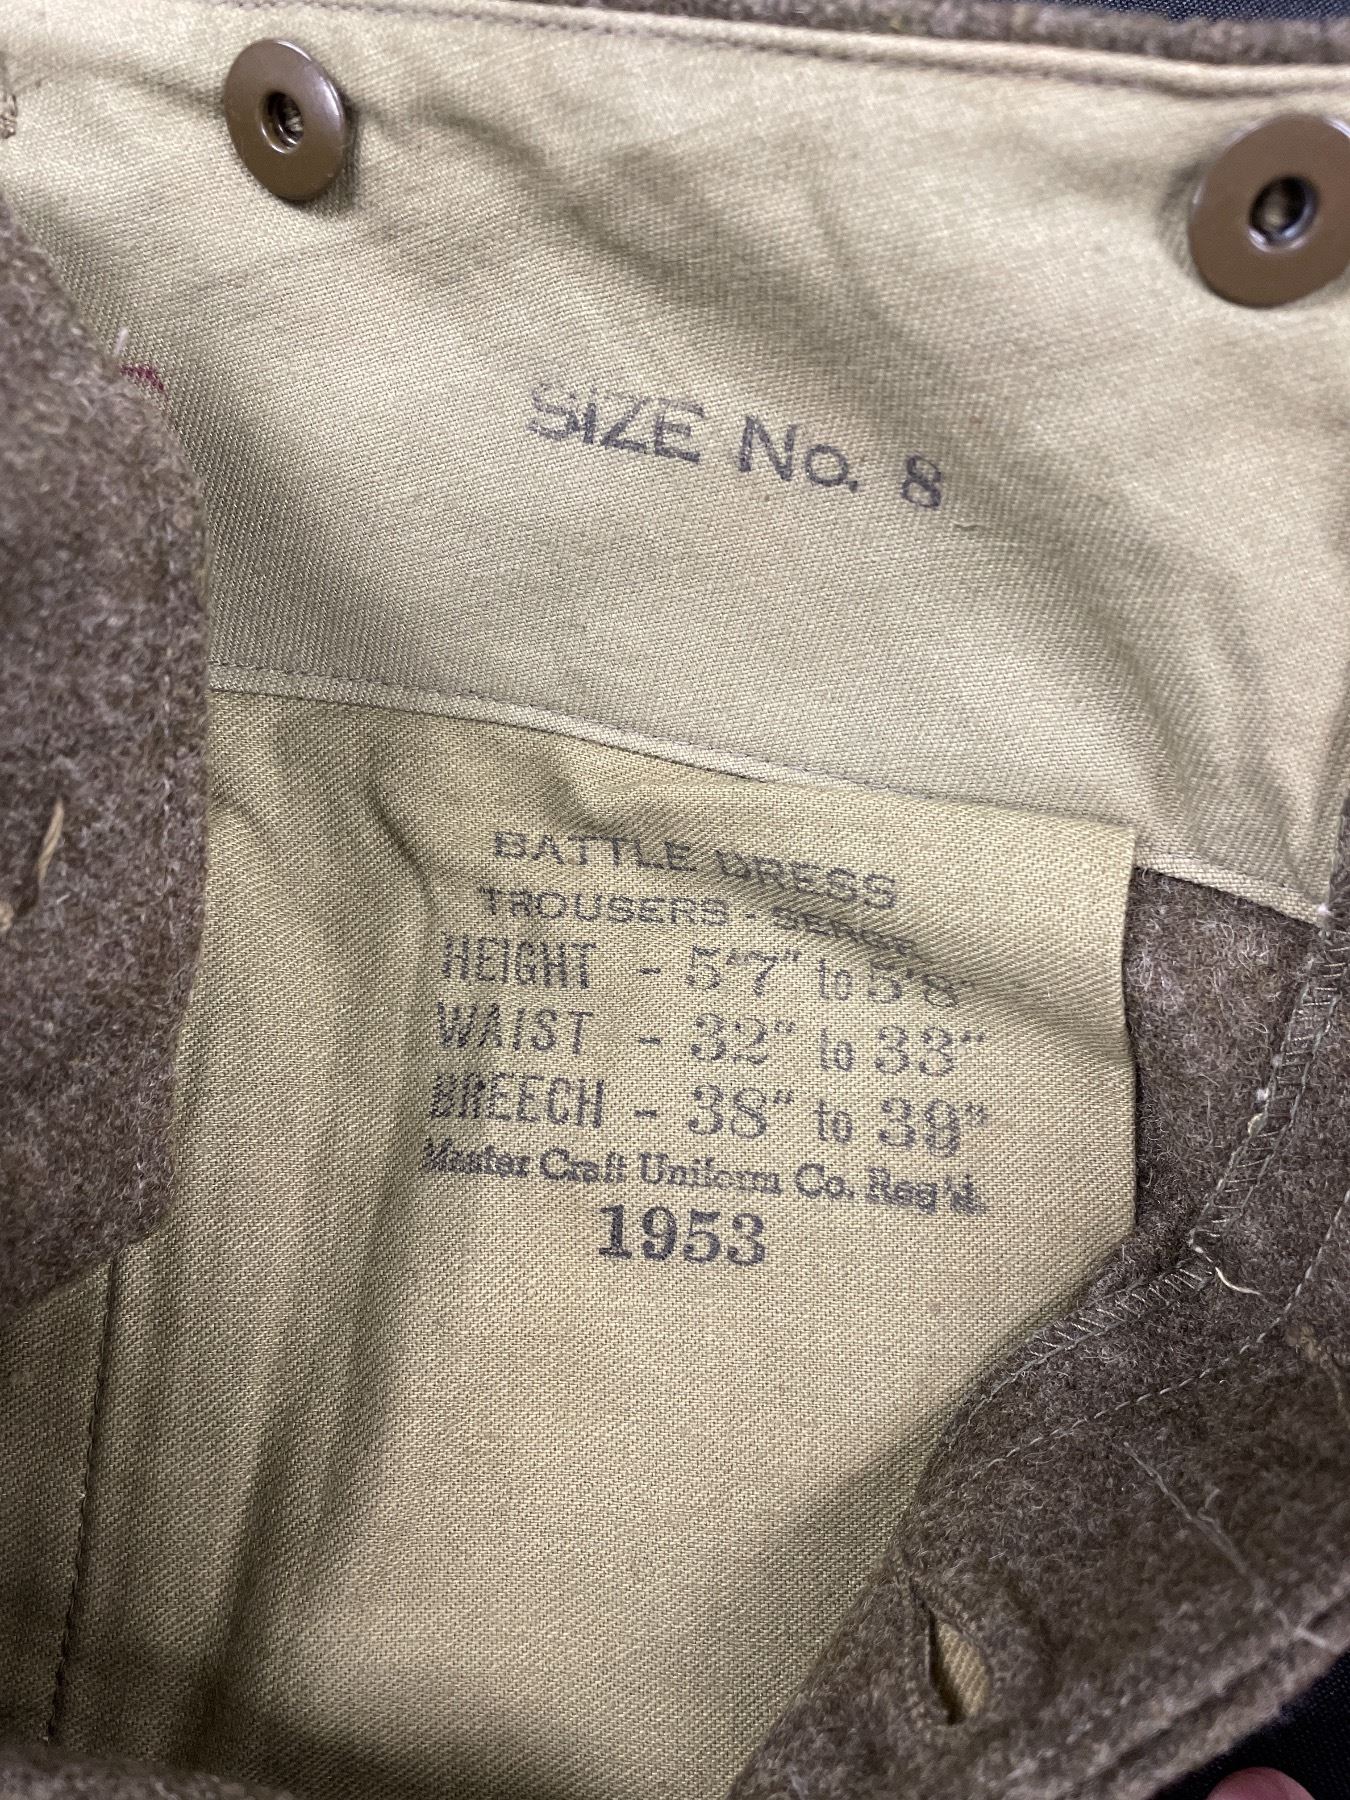 SIZE No. 8
BATTLE DRESS
TROUSERS - SERGE
HEIGHT - 5'7" to 5'8"
WAIST - 32" to 33"
BREECH - 38" to 39"
Master Craft Uniform Co. Reg'd.
1953